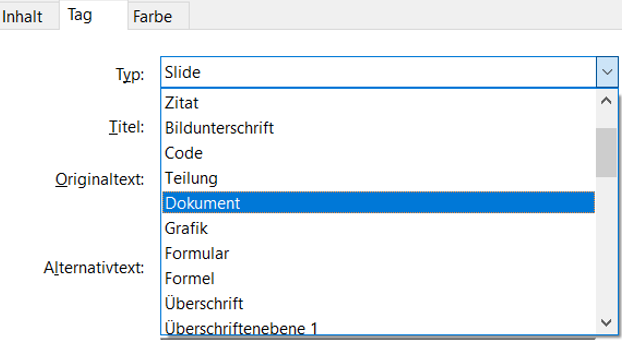 Inhalt Tag Farbe
Typ: Slide
Zitat
Titel: Bildunterschrift
Code
Originaltext: Teilung
Dokument
Grafik
Formular
Alternativtext: Formel
Überschrift
Überschriftenebene 1